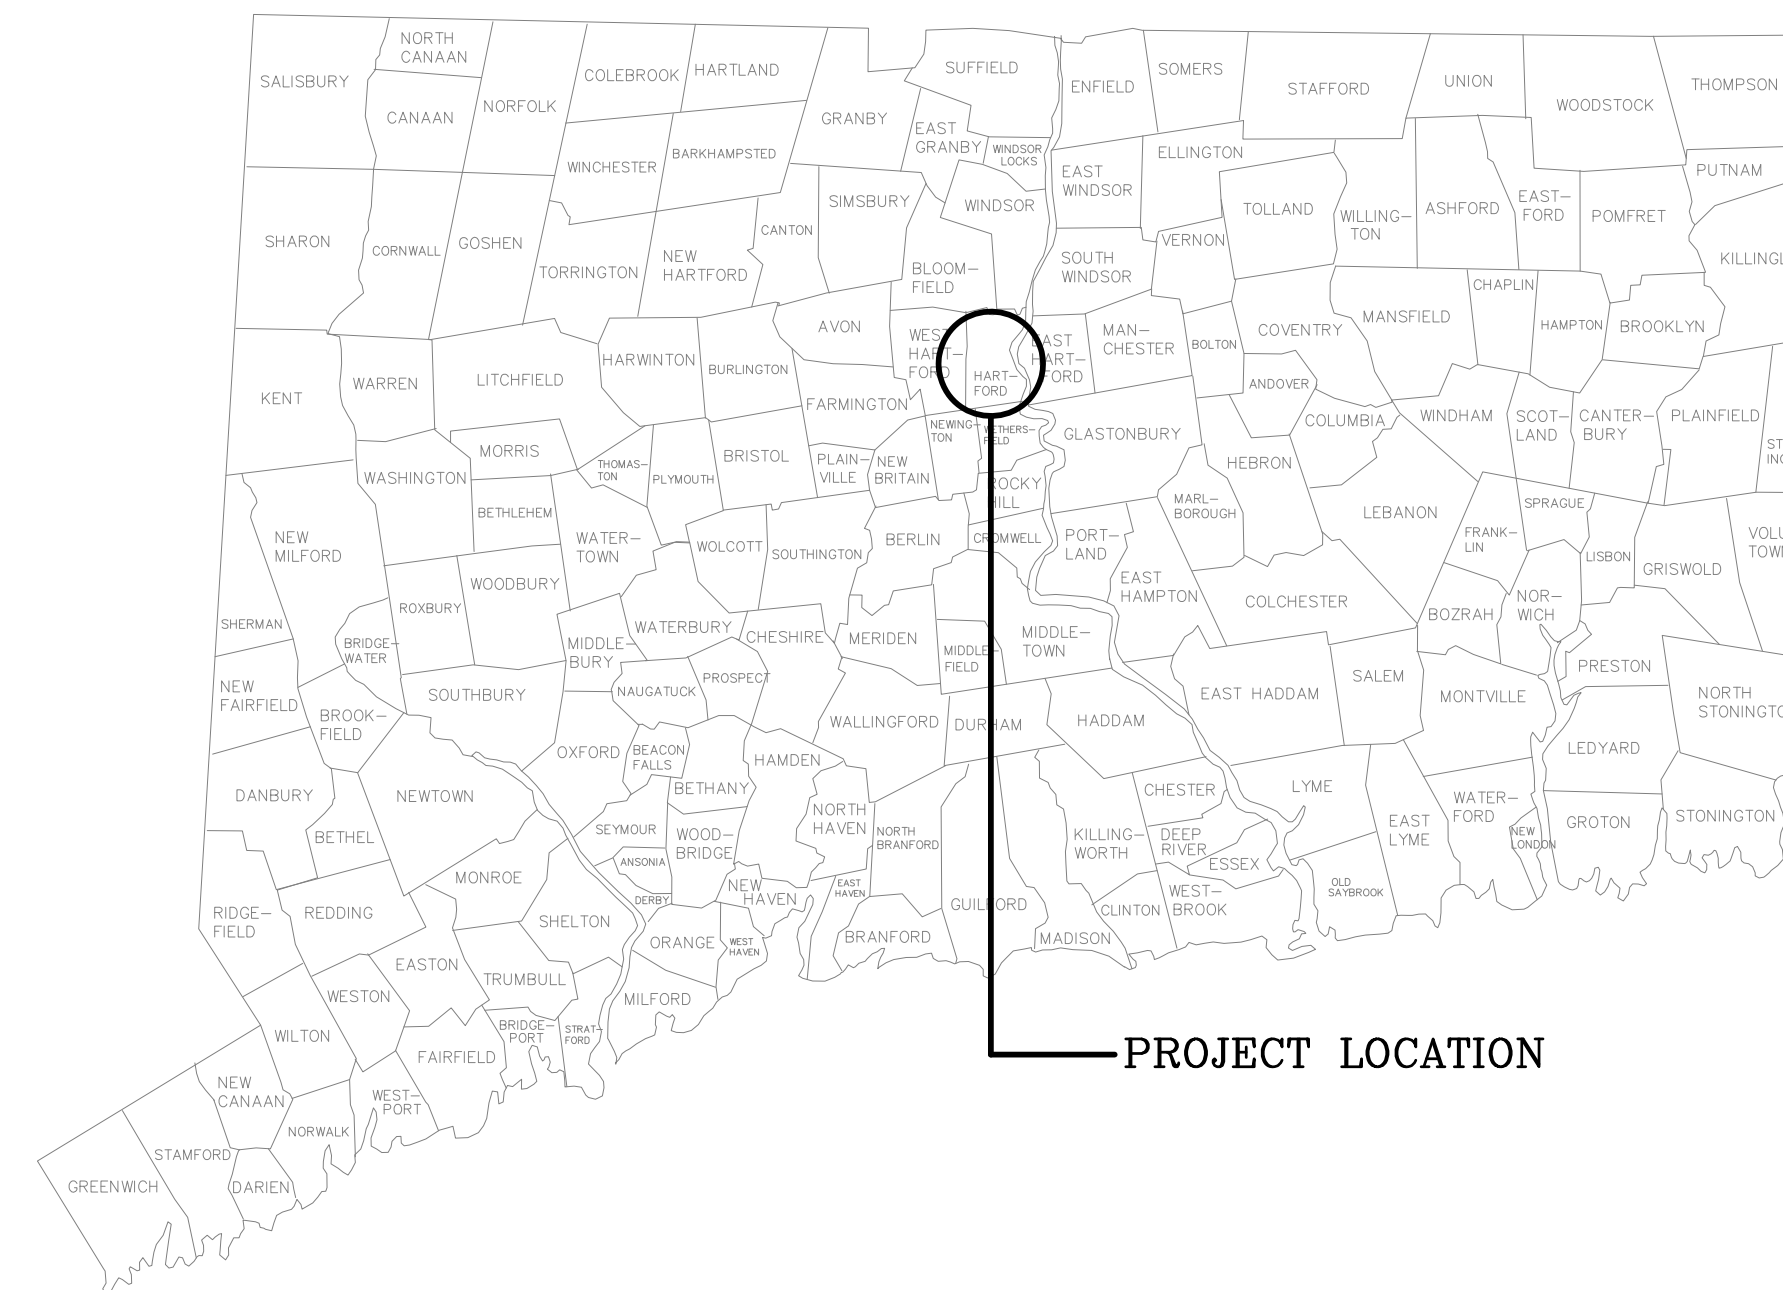 NORTH
CANAAN
SALISBURY
COLEBROOK
HARTLAND
SUFFIELD
ENFIELD
SOMERS
STAFFORD
UNION
WOODSTOCK
THOMPSON
CANAAN
NORFOLK
GRANBY
EAST
GRANBY
WINDSOR
LOCKS
ELLINGTON
WINCHESTER
BARKHAMPSTED
EAST
WINDSOR
PUTNAM
SIMSBURY
WINDSOR
TOLLAND
WILLING-
TON
ASHFORD
EAST-
FORD
POMFRET
SHARON
CORNWALL
GOSHEN
TORRINGTON
NEW
HARTFORD
CANTON
BLOOM-
FIELD
SOUTH
WINDSOR
VERNON
KILLINGL
CHAPLIN
AVON
WEST
HART-
FORD
HART-
FORD
EAST
HART-
FORD
MAN-
CHESTER
BOLTON
COVENTRY
MANSFIELD
HAMPTON
BROOKLYN
KENT
WARREN
LITCHFIELD
HARWINTON
BURLINGTON
FARMINGTON
ANDOVER
COLUMBIA
WINDHAM
SCOT-
LAND
CANTER-
BURY
PLAINFIELD
MORRIS
NEWING-
TON
WETHERS-
FIELD
GLASTONBURY
WASHINGTON
THOMAS-
TON
PLYMOUTH
BRISTOL
PLAIN-
VILLE
NEW
BRITAIN
ROCKY
HILL
HEBRON
ST
MARL-
BOROUGH
LEBANON
SPRAGUE
BETHLEHEM
NEW
MILFORD
WATER-
TOWN
WOLCOTT
SOUTHINGTON
BERLIN
CROMWELL
PORT-
LAND
FRANK-
LIN
LISBON
GRISWOLD
VOLU
TOWN
WOODBURY
ROXBURY
EAST
HAMPTON
COLCHESTER
BOZRAH
NOR-
WICH
SHERMAN
BRIDGE-
WATER
MIDDLE-
BURY
WATERBURY
CHESHIRE
MERIDEN
MIDDLE-
FIELD
MIDDLE-
TOWN
PRESTON
NEW
FAIRFIELD
SOUTHBURY
NAUGATUCK
PROSPECT
EAST HADDAM
SALEM
MONTVILLE
NORTH
STONINGTO
BROOK-
FIELD
WALLINGFORD
DURHAM
HADDAM
OXFORD
BEACON
FALLS
HAMDEN
LEDYARD
DANBURY
NEWTOWN
BETHANY
CHESTER
LYME
BETHEL
SEYMOUR
WOOD-
BRIDGE
NORTH
HAVEN
NORTH
BRANFORD
KILLING-
WORTH
DEEP
RIVER
ESSEX
EAST
LYME
WATER-
FORD
NEW
LONDON
GROTON
STONINGTON
MONROE
ANSONIA
DERBY
NEW
HAVEN
EAST
HAVEN
GUILFORD
CLINTON
WEST-
BROOK
OLD
SAYBROOK
RIDGE-
FIELD
REDDING
SHELTON
ORANGE
WEST
HAVEN
BRANFORD
MADISON
EASTON
TRUMBULL
WESTON
MILFORD
WILTON
BRIDGE-
PORT
STRAT-
FORD
FAIRFIELD
PROJECT LOCATION
NEW
CANAAN
WEST-
PORT
NORWALK
STAMFORD
GREENWICH
DARIEN